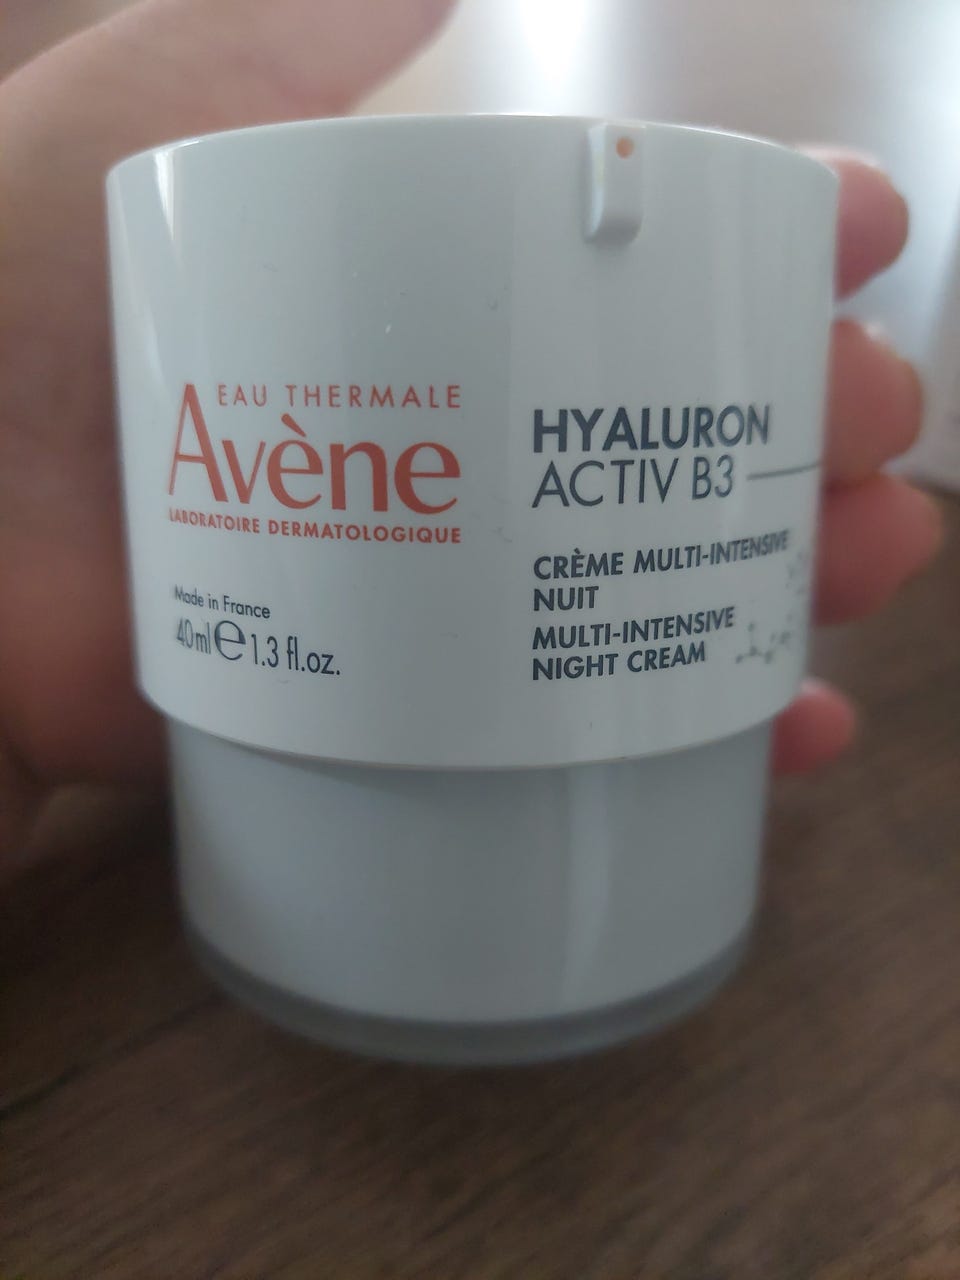 EAU THERMALE
Avène
LABORATOIRE DERMATOLOGIQUE
Made in France
40ml e 1.3 fl.oz.
HYALURON
ACTIV B3
CRÈME MULTI-INTENSIVE
NUIT
MULTI-INTENSIVE
NIGHT CREAM